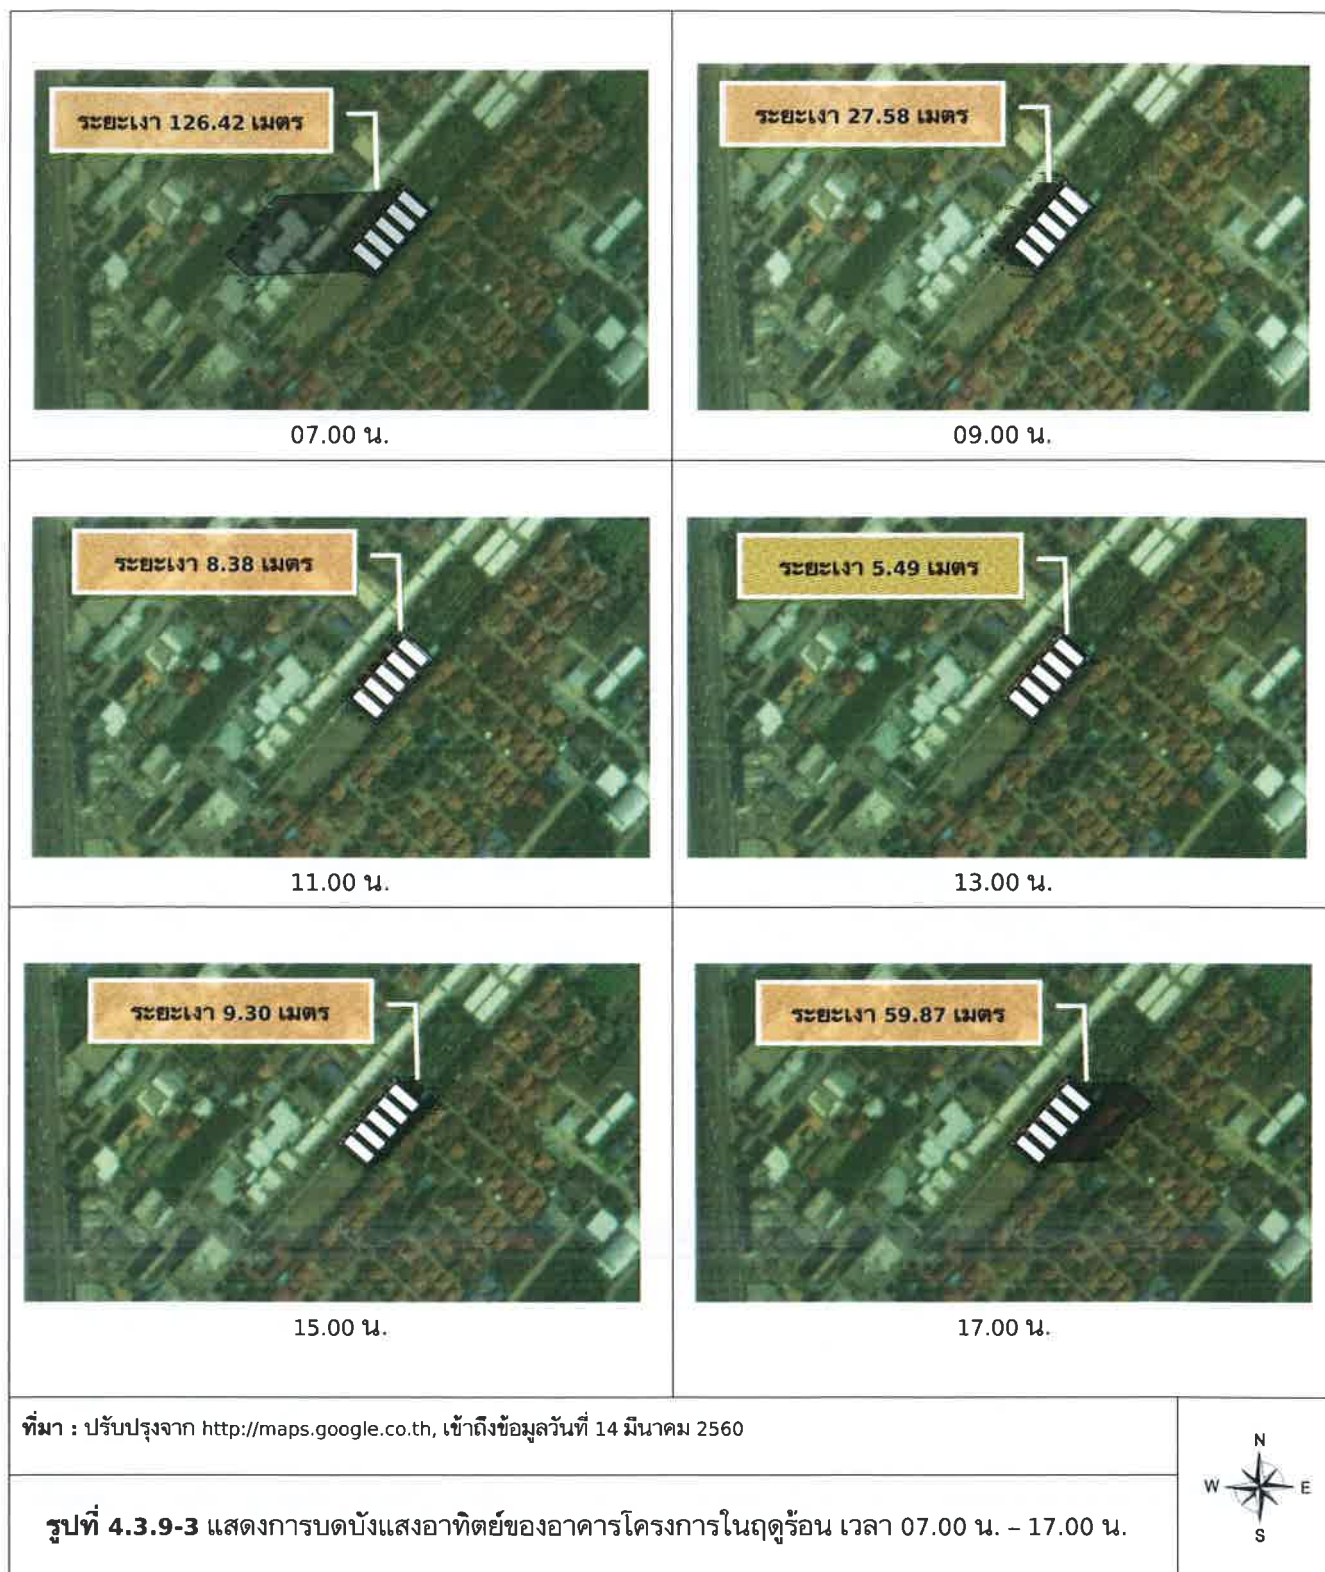 ระยะเงา 126.42 เมตร
07.00 น.
ระยะเงา 27.58 เมตร
09.00 น.
ระยะเงา 8.38 เมตร
11.00 น.
ระยะเงา 5.49 เมตร
13.00 น.
ระยะเงา 9.30 เมตร
15.00 น.
ระยะเงา 59.87 เมตร
17.00 น.
ที่มา : ปรับปรุงจาก http://maps.google.co.th, เข้าถึงข้อมูลวันที่ 14 มีนาคม 2560
รูปที่ 4.3.9-3 แสดงการบดบังแสงอาทิตย์ของอาคารโครงการในฤดูร้อน เวลา 07.00 น. – 17.00 น.
N
W E
S